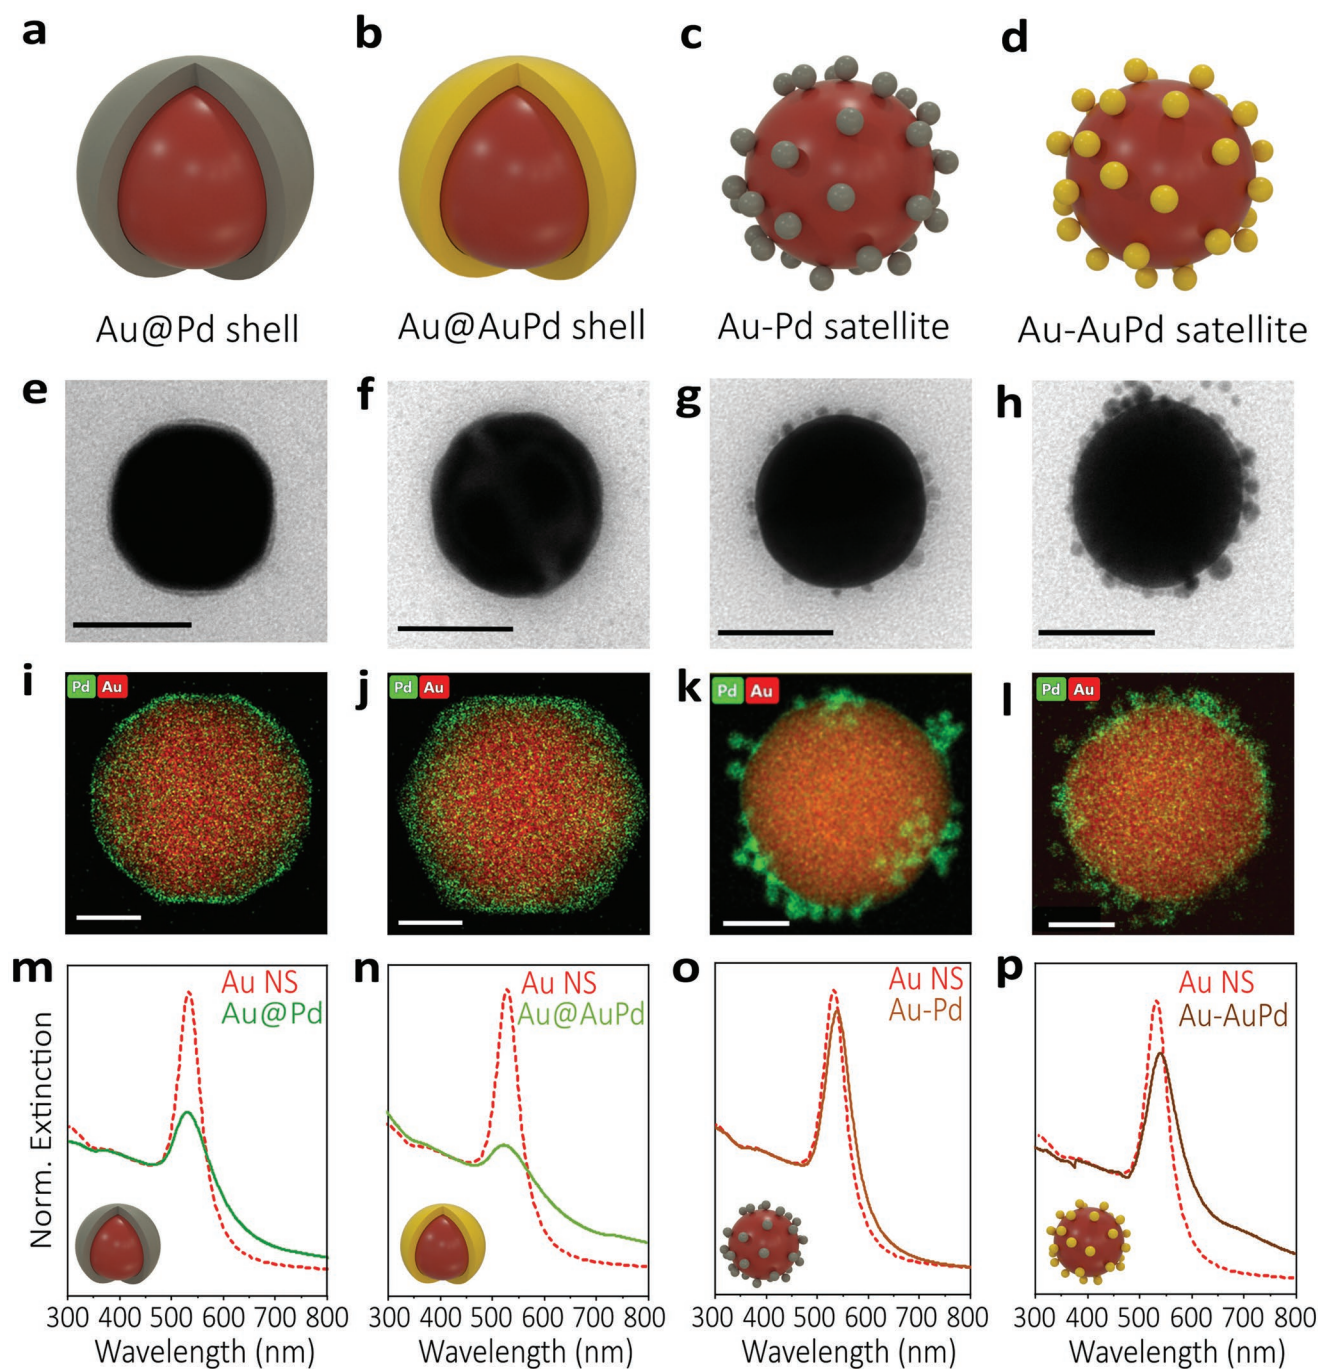 a b c d
Au@Pd shell Au@AuPd shell Au-Pd satellite Au-AuPd satellite
e f g h
i Pd Au j Pd Au k Pd Au l Pd Au
m n o p
Au NS Au NS Au NS Au NS
Au@Pd Au@AuPd Au-Pd Au-AuPd
Norm. Extinction
300 400 500 600 700 800 300 400 500 600 700 800 300 400 500 600 700 800 300 400 500 600 700 800
Wavelength (nm) Wavelength (nm) Wavelength (nm) Wavelength (nm)